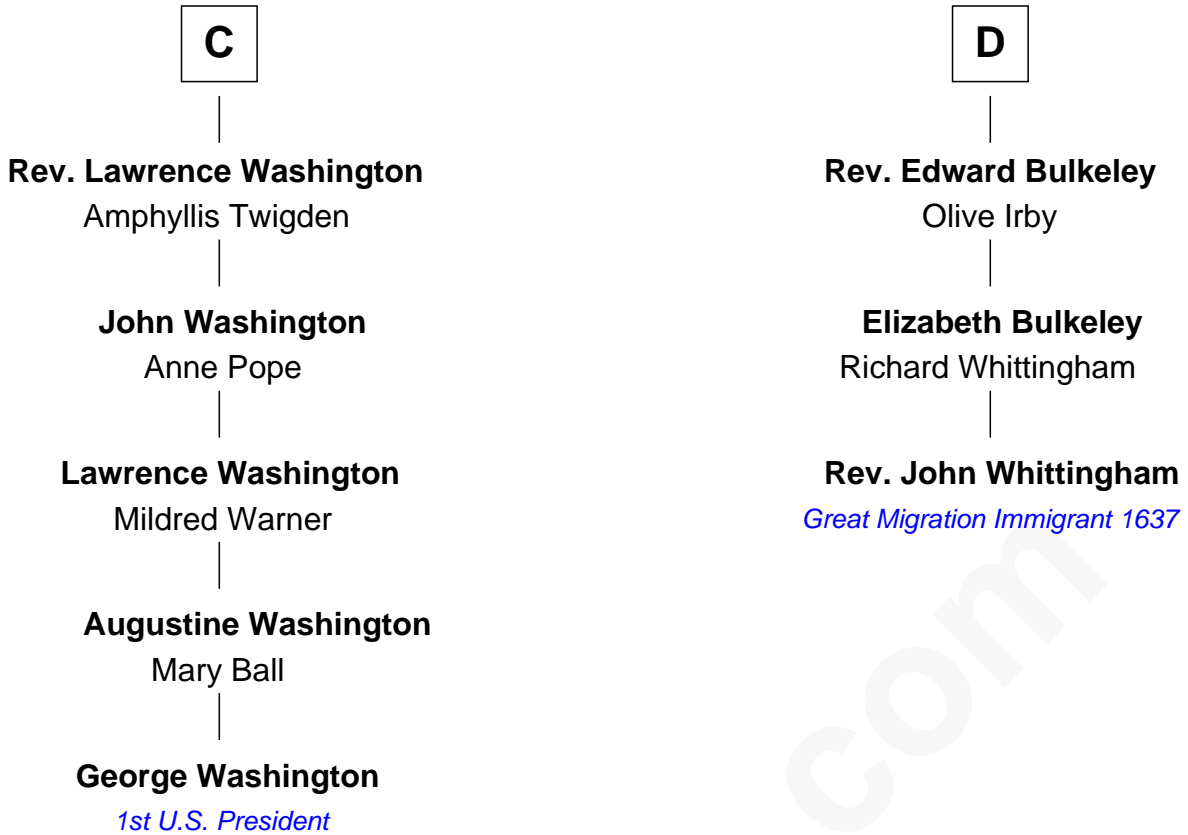 C
Rev. Lawrence Washington
Amphyllis Twigden
John Washington
Anne Pope
Lawrence Washington
Mildred Warner
Augustine Washington
Mary Ball
George Washington
1st U.S. President
D
Rev. Edward Bulkeley
Olive Irby
Elizabeth Bulkeley
Richard Whittingham
Rev. John Whittingham
Great Migration Immigrant 1637
com